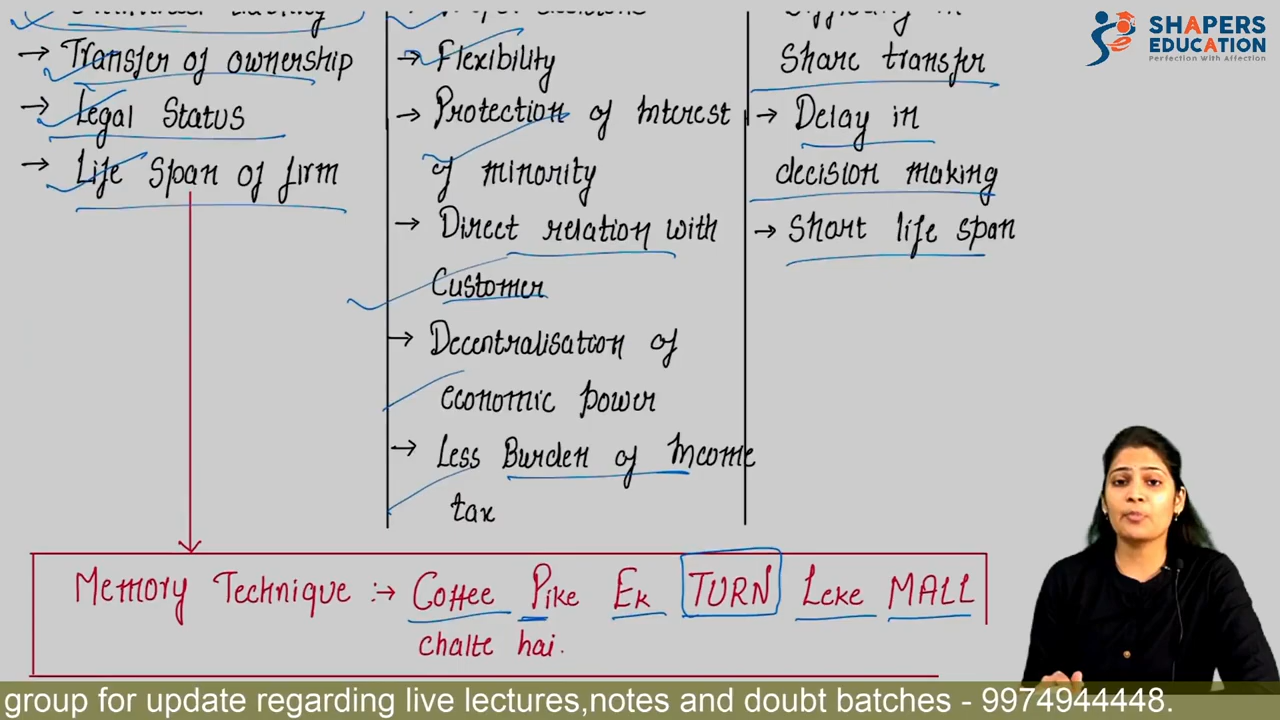 SHAPERS
EDUCATION
Perfection With Affection
→ Transfer of ownership
→ Legal Status
→ Life Span of firm
→ Flexibility
→ Protection of Interest
of minority
→ Direct relation with
Customer
→ Decentralisation of
economic power
→ Less Burden of Income
tax
Share transfer
→ Delay in
decision making
→ Short life span
Memory Technique :→ Coffee Pike Ek TURN Leke MALL
chalte hai.
group for update regarding live lectures,notes and doubt batches - 9974944448.